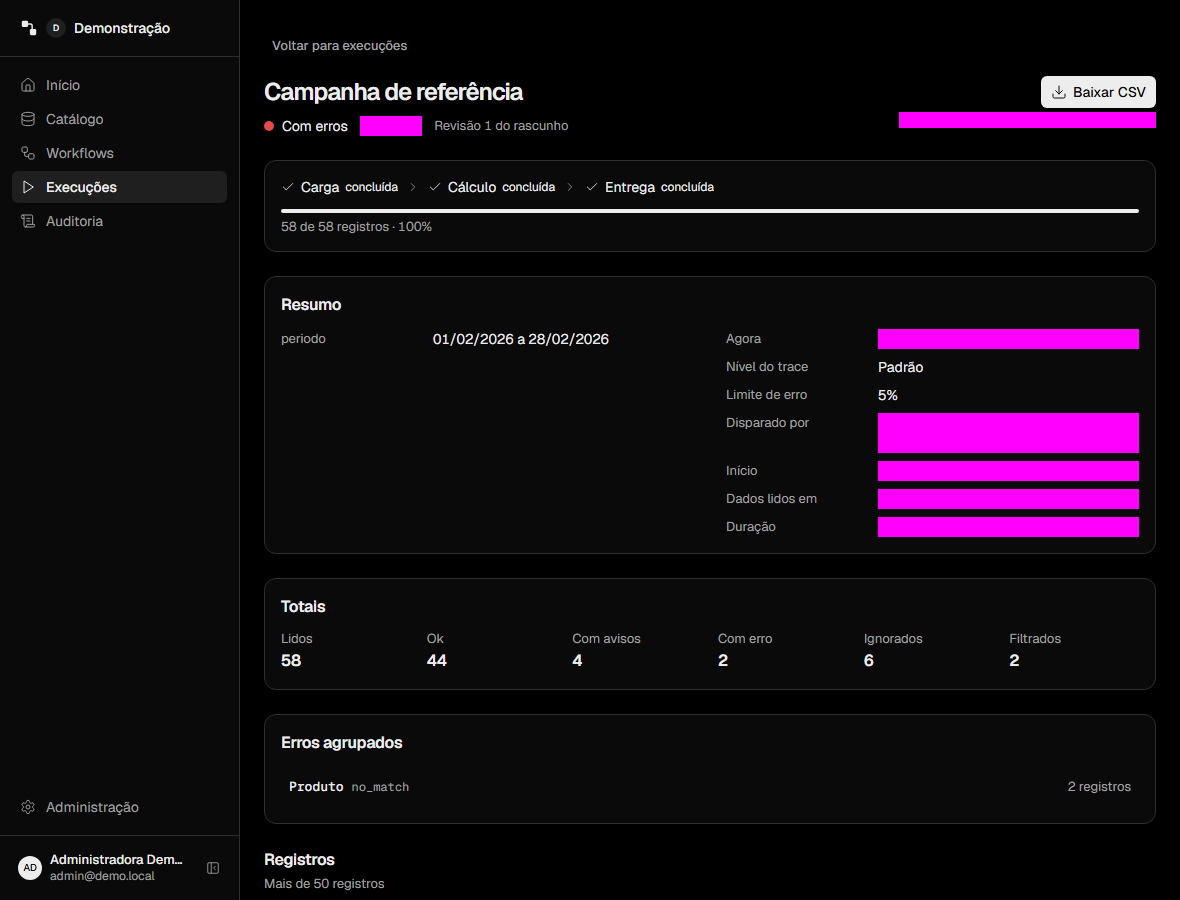 D Demonstração
Início
Catálogo
Workflows
Execuções
Auditoria
Administração
AD Administradora Dem...
admin@demo.local
Voltar para execuções
Campanha de referência
Baixar CSV
Com erros Revisão 1 do rascunho
Carga concluída Cálculo concluída Entrega concluída
58 de 58 registros · 100%
Resumo
periodo 01/02/2026 a 28/02/2026
Agora
Nível do trace Padrão
Limite de erro 5%
Disparado por
Início
Dados lidos em
Duração
Totais
Lidos Ok Com avisos Com erro Ignorados Filtrados
58 44 4 2 6 2
Erros agrupados
Produto no_match 2 registros
Registros
Mais de 50 registros